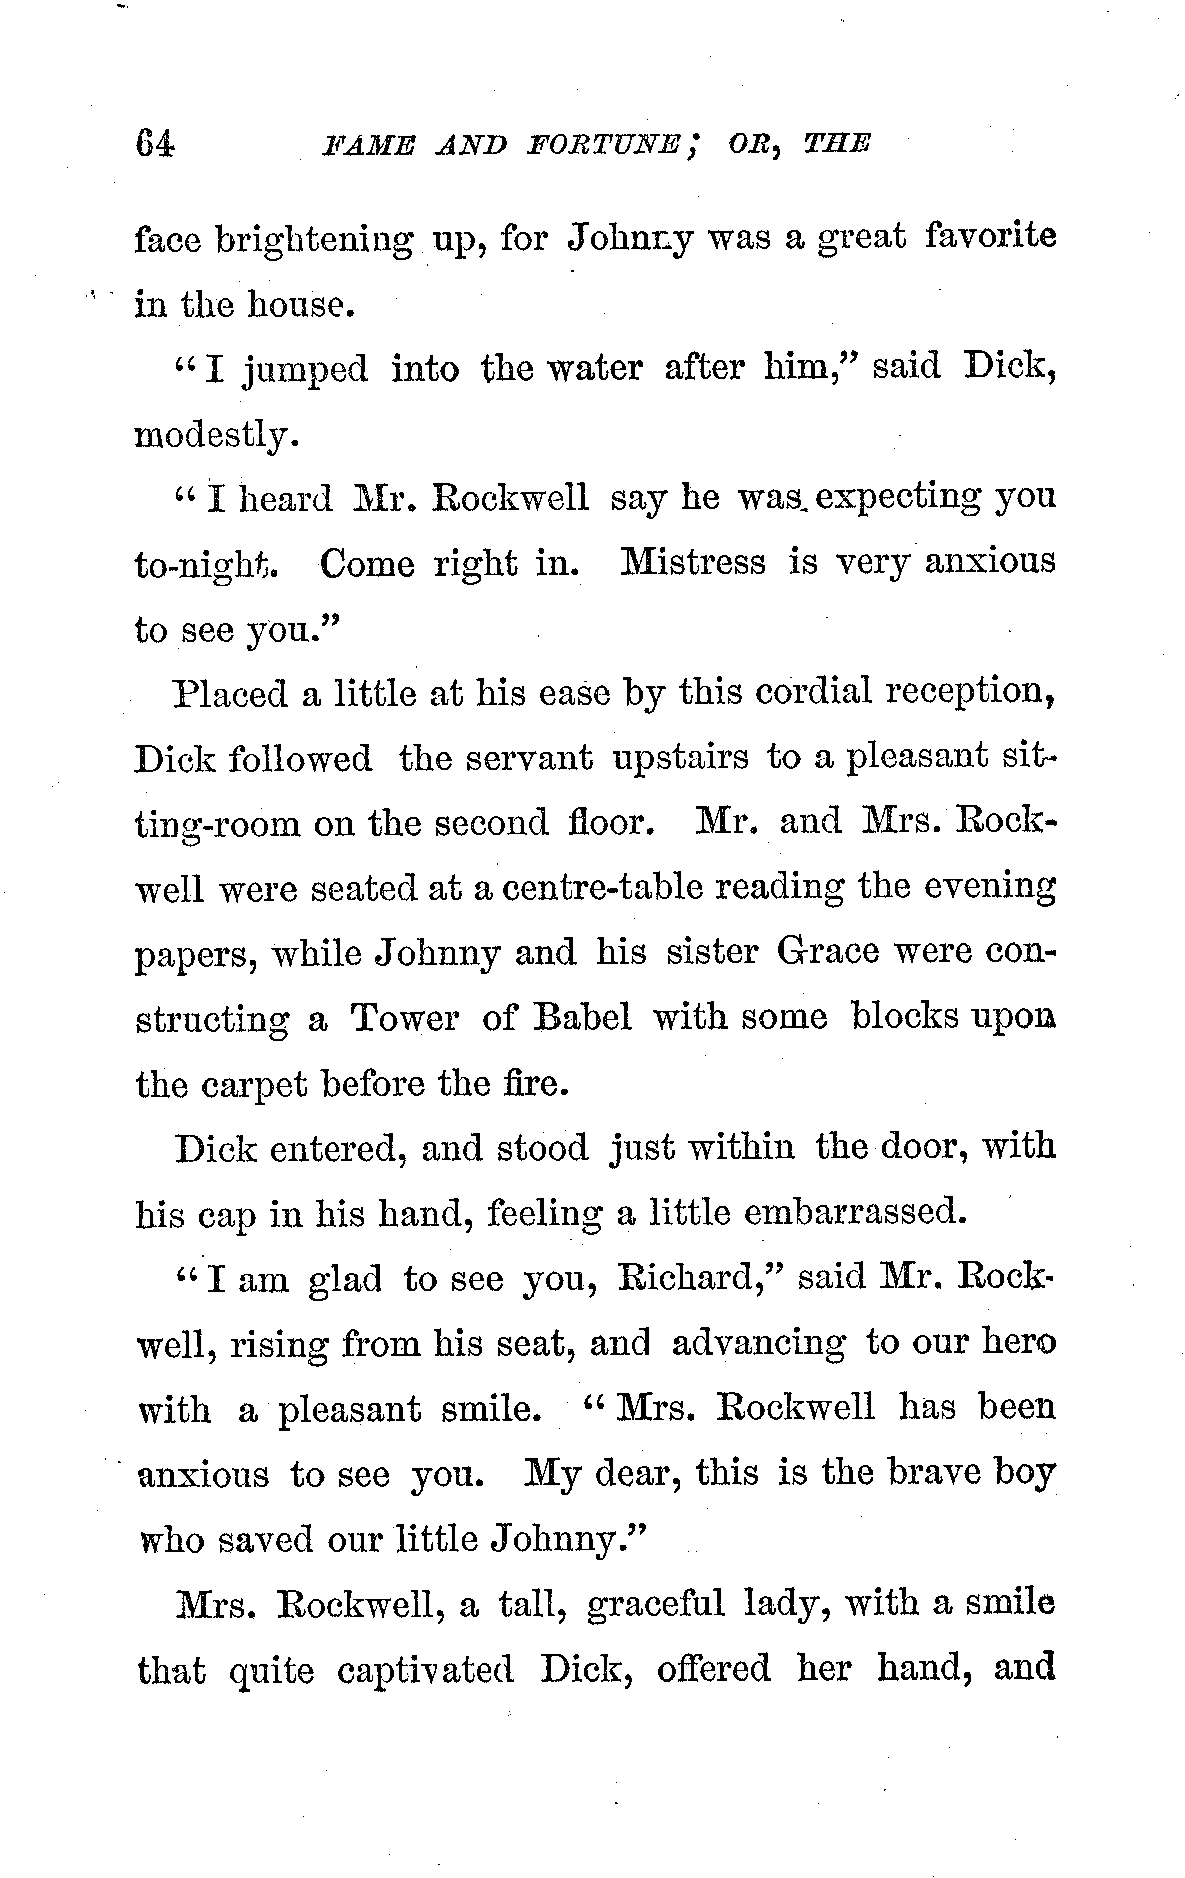 64 FAME AND FORTUNE; OR, THE
face brightening up, for Johnny was a great favorite
in the house.
"I jumped into the water after him," said Dick,
modestly.
"I heard Mr. Rockwell say he was expecting you
to-night. Come right in. Mistress is very anxious
to see you."
Placed a little at his ease by this cordial reception,
Dick followed the servant upstairs to a pleasant sit-
ting-room on the second floor. Mr. and Mrs. Rock-
well were seated at a centre-table reading the evening
papers, while Johnny and his sister Grace were con-
structing a Tower of Babel with some blocks upon
the carpet before the fire.
Dick entered, and stood just within the door, with
his cap in his hand, feeling a little embarrassed.
"I am glad to see you, Richard," said Mr. Rock-
well, rising from his seat, and advancing to our hero
with a pleasant smile. "Mrs. Rockwell has been
anxious to see you. My dear, this is the brave boy
who saved our little Johnny."
Mrs. Rockwell, a tall, graceful lady, with a smile
that quite captivated Dick, offered her hand, and